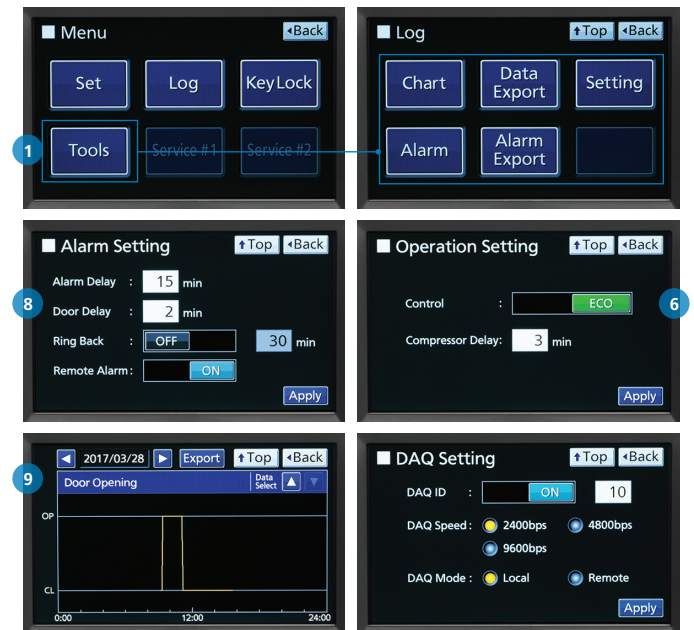 Menu
Back
Set
Log
KeyLock
1
Tools
Service #1
Service #2
Log
Top
Back
Chart
Data
Export
Setting
Alarm
Alarm
Export
Alarm Setting
Top
Back
8
Alarm Delay : 15 min
Door Delay : 2 min
Ring Back : OFF 30 min
Remote Alarm: ON
Apply
Operation Setting
Top
Back
6
Control : ECO
Compressor Delay: 3 min
Apply
9
2017/03/28
Export
Top
Back
Door Opening
Data
Select
OP
CL
0:00 12:00 24:00
DAQ Setting
Top
Back
DAQ ID : ON 10
DAQ Speed: 2400bps 4800bps
9600bps
DAQ Mode : Local Remote
Apply